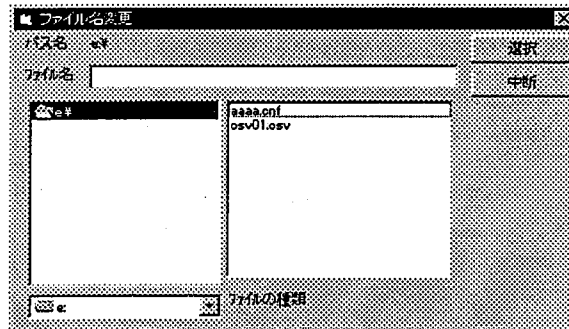 ファイル名変更
パス名 e¥
選択
ファイル名
中断
e¥
aaaa.cnf
osv01.osv
e:
ファイルの種類